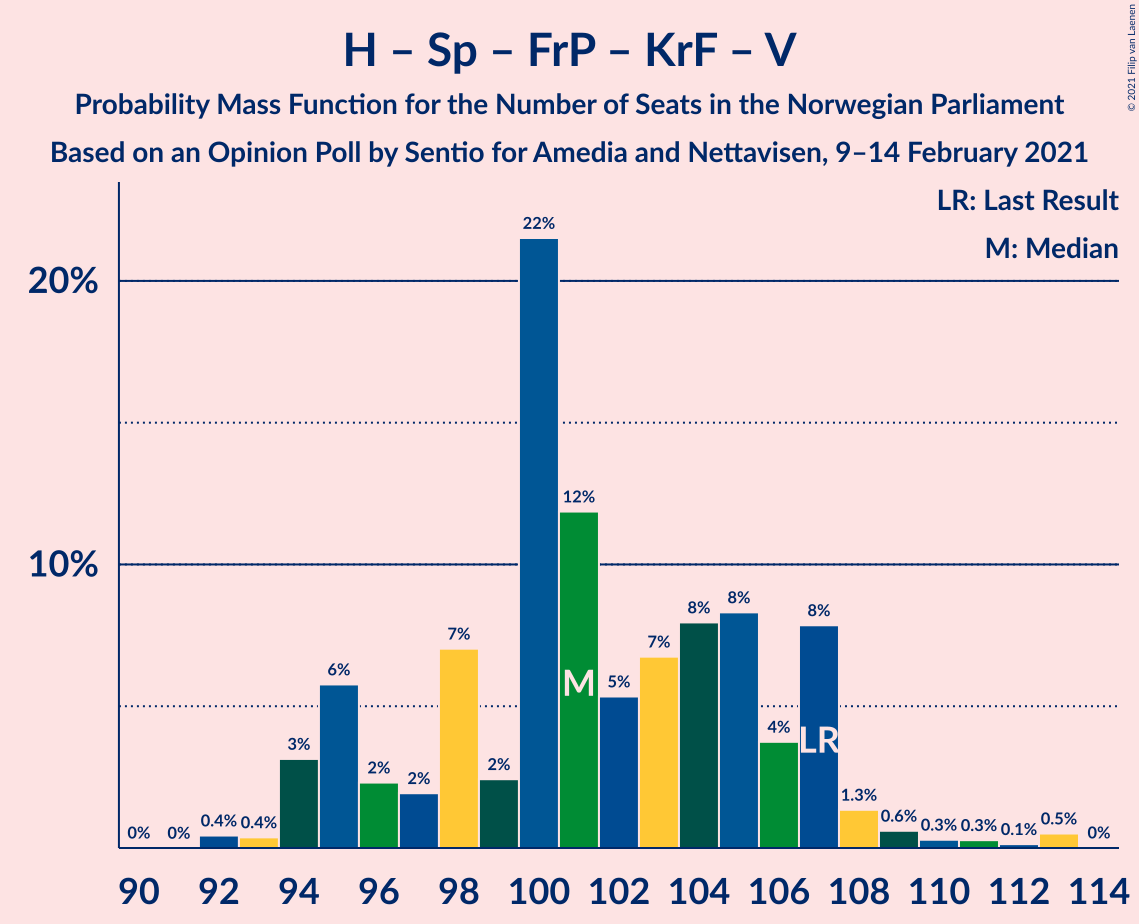 H – Sp – FrP – KrF – V
Probability Mass Function for the Number of Seats in the Norwegian Parliament
Based on an Opinion Poll by Sentio for Amedia and Nettavisen, 9–14 February 2021
© 2021 Filip van Laenen
LR: Last Result
M: Median
20%
10%
0% 0% 0.4% 0.4% 3% 6% 2% 2% 7% 2% 22% 12% 5% 7% 8% 8% 4% 8% 1.3% 0.6% 0.3% 0.3% 0.1% 0.5% 0%
M
LR
90 92 94 96 98 100 102 104 106 108 110 112 114